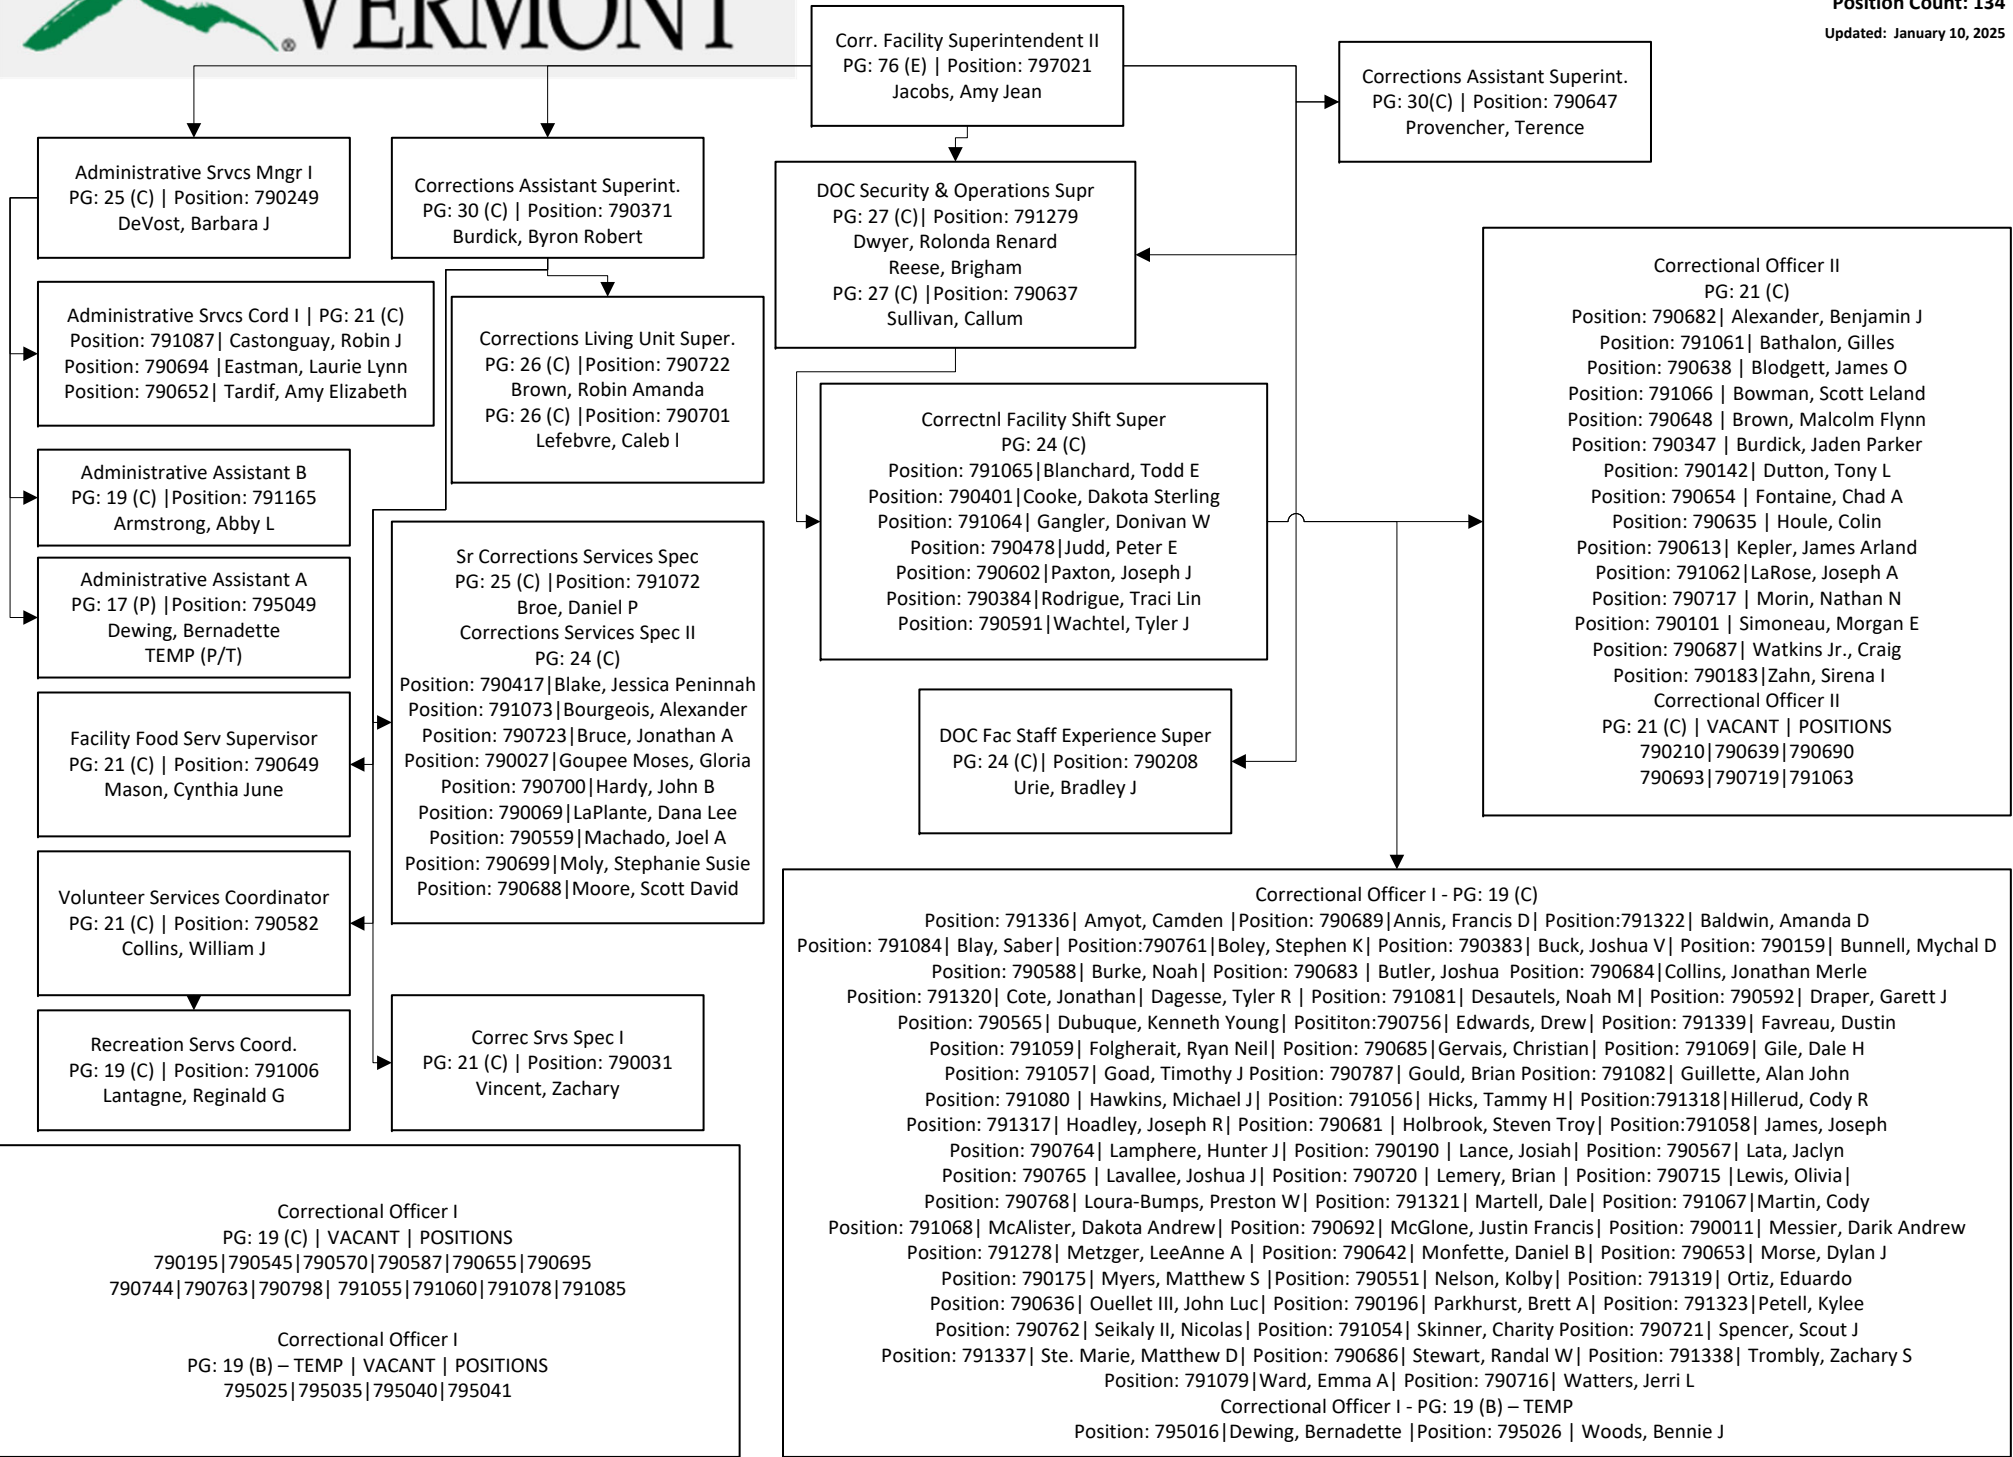 VERMONT
®
Position Count: 134
Updated: January 10, 2025
Corr. Facility Superintendent II
PG: 76 (E) | Position: 797021
Jacobs, Amy Jean
Corrections Assistant Superint.
PG: 30(C) | Position: 790647
Provencher, Terence
Administrative Srvcs Mngr I
PG: 25 (C) | Position: 790249
DeVost, Barbara J
Corrections Assistant Superint.
PG: 30 (C) | Position: 790371
Burdick, Byron Robert
DOC Security & Operations Supr
PG: 27 (C)| Position: 791279
Dwyer, Rolonda Renard
Reese, Brigham
PG: 27 (C) |Position: 790637
Sullivan, Callum
Administrative Srvcs Cord I | PG: 21 (C)
Position: 791087| Castonguay, Robin J
Position: 790694 |Eastman, Laurie Lynn
Position: 790652| Tardif, Amy Elizabeth
Corrections Living Unit Super.
PG: 26 (C) |Position: 790722
Brown, Robin Amanda
PG: 26 (C) |Position: 790701
Lefebvre, Caleb l
Administrative Assistant B
PG: 19 (C) |Position: 791165
Armstrong, Abby L
Administrative Assistant A
PG: 17 (P) |Position: 795049
Dewing, Bernadette
TEMP (P/T)
Facility Food Serv Supervisor
PG: 21 (C) | Position: 790649
Mason, Cynthia June
Volunteer Services Coordinator
PG: 21 (C) | Position: 790582
Collins, William J
Recreation Servs Coord.
PG: 19 (C) | Position: 791006
Lantagne, Reginald G
Sr Corrections Services Spec
PG: 25 (C) |Position: 791072
Broe, Daniel P
Corrections Services Spec II
PG: 24 (C)
Position: 790417|Blake, Jessica Peninnah
Position: 791073|Bourgeois, Alexander
Position: 790723|Bruce, Jonathan A
Position: 790027|Goupee Moses, Gloria
Position: 790700|Hardy, John B
Position: 790069|LaPlante, Dana Lee
Position: 790559|Machado, Joel A
Position: 790699|Moly, Stephanie Susie
Position: 790688|Moore, Scott David
Correc Srvs Spec I
PG: 21 (C) | Position: 790031
Vincent, Zachary
Correctnl Facility Shift Super
PG: 24 (C)
Position: 791065|Blanchard, Todd E
Position: 790401|Cooke, Dakota Sterling
Position: 791064| Gangler, Donivan W
Position: 790478|Judd, Peter E
Position: 790602|Paxton, Joseph J
Position: 790384|Rodrigue, Traci Lin
Position: 790591|Wachtel, Tyler J
DOC Fac Staff Experience Super
PG: 24 (C)| Position: 790208
Urie, Bradley J
Correctional Officer II
PG: 21 (C)
Position: 790682| Alexander, Benjamin J
Position: 791061| Bathalon, Gilles
Position: 790638 | Blodgett, James O
Position: 791066 | Bowman, Scott Leland
Position: 790648 | Brown, Malcolm Flynn
Position: 790347 | Burdick, Jaden Parker
Position: 790142| Dutton, Tony L
Position: 790654 | Fontaine, Chad A
Position: 790635 | Houle, Colin
Position: 790613| Kepler, James Arland
Position: 791062|LaRose, Joseph A
Position: 790717 | Morin, Nathan N
Position: 790101 | Simoneau, Morgan E
Position: 790687| Watkins Jr., Craig
Position: 790183|Zahn, Sirena I
Correctional Officer II
PG: 21 (C) | VACANT | POSITIONS
790210|790639|790690
790693|790719|791063
Correctional Officer I
PG: 19 (C) | VACANT | POSITIONS
790195|790545|790570|790587|790655|790695
790744|790763|790798| 791055|791060|791078|791085
Correctional Officer I
PG: 19 (B) – TEMP | VACANT | POSITIONS
795025|795035|795040|795041
Correctional Officer I - PG: 19 (C)
Position: 791336| Amyot, Camden |Position: 790689|Annis, Francis D| Position:791322| Baldwin, Amanda D
Position: 791084| Blay, Saber| Position:790761|Boley, Stephen K| Position: 790383| Buck, Joshua V| Position: 790159| Bunnell, Mychal D
Position: 790588| Burke, Noah| Position: 790683 | Butler, Joshua  Position: 790684|Collins, Jonathan Merle
Position: 791320| Cote, Jonathan| Dagesse, Tyler R | Position: 791081| Desautels, Noah M| Position: 790592| Draper, Garett J
Position: 790565| Dubuque, Kenneth Young| Posititon:790756| Edwards, Drew| Position: 791339| Favreau, Dustin
Position: 791059| Folgherait, Ryan Neil| Position: 790685|Gervais, Christian| Position: 791069| Gile, Dale H
Position: 791057| Goad, Timothy J Position: 790787| Gould, Brian Position: 791082| Guillette, Alan John
Position: 791080 | Hawkins, Michael J| Position: 791056| Hicks, Tammy H| Position:791318|Hillerud, Cody R
Position: 791317| Hoadley, Joseph R| Position: 790681 | Holbrook, Steven Troy| Position:791058| James, Joseph
Position: 790764| Lamphere, Hunter J| Position: 790190 | Lance, Josiah| Position: 790567| Lata, Jaclyn
Position: 790765 | Lavallee, Joshua J| Position: 790720 | Lemery, Brian | Position: 790715 |Lewis, Olivia|
Position: 790768| Loura-Bumps, Preston W| Position: 791321| Martell, Dale| Position: 791067|Martin, Cody
Position: 791068| McAlister, Dakota Andrew| Position: 790692| McGlone, Justin Francis| Position: 790011| Messier, Darik Andrew
Position: 791278| Metzger, LeeAnne A | Position: 790642| Monfette, Daniel B| Position: 790653| Morse, Dylan J
Position: 790175| Myers, Matthew S |Position: 790551| Nelson, Kolby| Position: 791319| Ortiz, Eduardo
Position: 790636| Ouellet III, John Luc| Position: 790196| Parkhurst, Brett A| Position: 791323|Petell, Kylee
Position: 790762| Seikaly II, Nicolas| Position: 791054| Skinner, Charity Position: 790721| Spencer, Scout J
Position: 791337| Ste. Marie, Matthew D| Position: 790686| Stewart, Randal W| Position: 791338| Trombly, Zachary S
Position: 791079|Ward, Emma A| Position: 790716| Watters, Jerri L
Correctional Officer I - PG: 19 (B) – TEMP
Position: 795016|Dewing, Bernadette |Position: 795026 | Woods, Bennie J